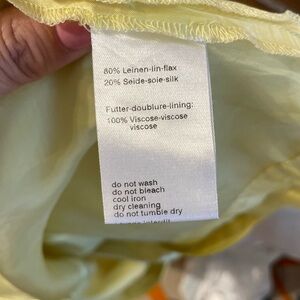 80% Leinen-lin-flax
20% Seide-soie-silk
Futter-doublure-lining:
100% Viscose-viscose
viscose
do not wash
do not bleach
cool iron
dry cleaning
do not tumble dry